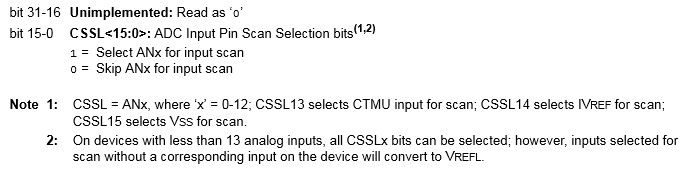 bit 31-16 Unimplemented: Read as ‘0’
bit 15-0 CSSL<15:0>: ADC Input Pin Scan Selection bits(1,2)
1 = Select ANx for input scan
0 = Skip ANx for input scan
Note 1: CSSL = ANx, where ‘x’ = 0-12; CSSL13 selects CTMU input for scan; CSSL14 selects IVREF for scan;
CSSL15 selects VSS for scan.
2: On devices with less than 13 analog inputs, all CSSLx bits can be selected; however, inputs selected for
scan without a corresponding input on the device will convert to VREFL.